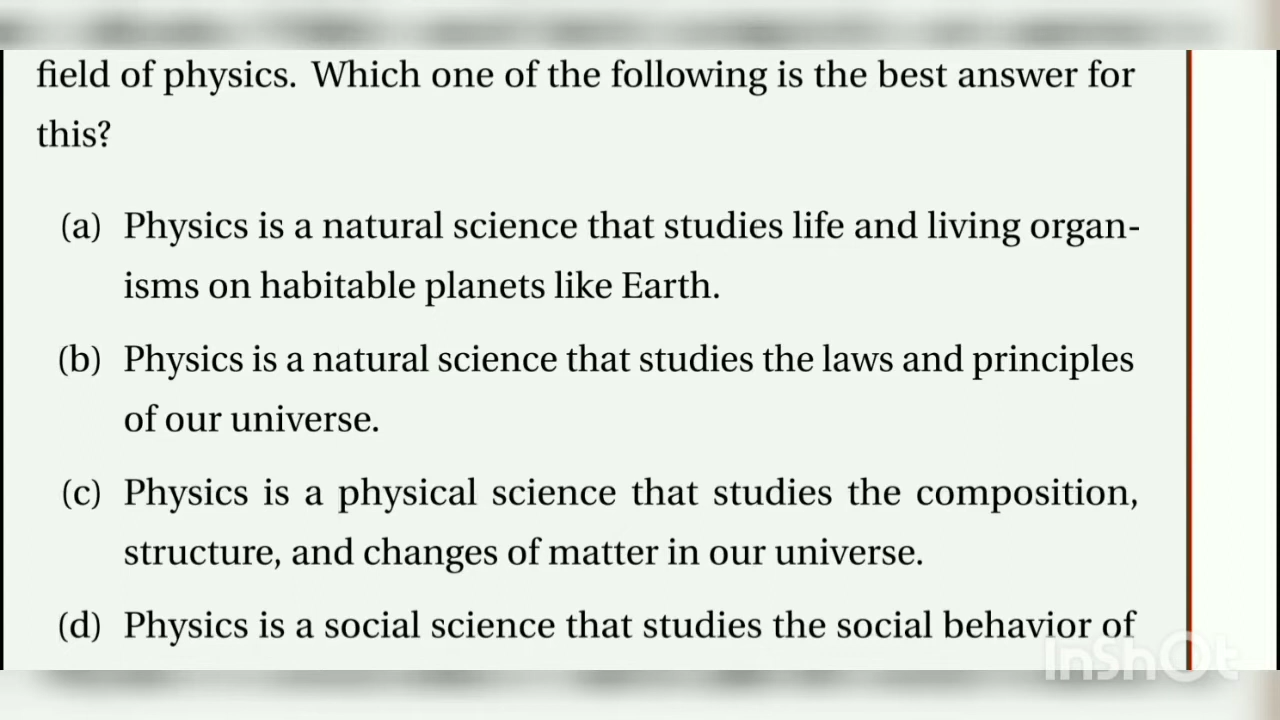 field of physics. Which one of the following is the best answer for
this?
(a) Physics is a natural science that studies life and living organ-
isms on habitable planets like Earth.
(b) Physics is a natural science that studies the laws and principles
of our universe.
(c) Physics is a physical science that studies the composition,
structure, and changes of matter in our universe.
(d) Physics is a social science that studies the social behavior of
InShOt